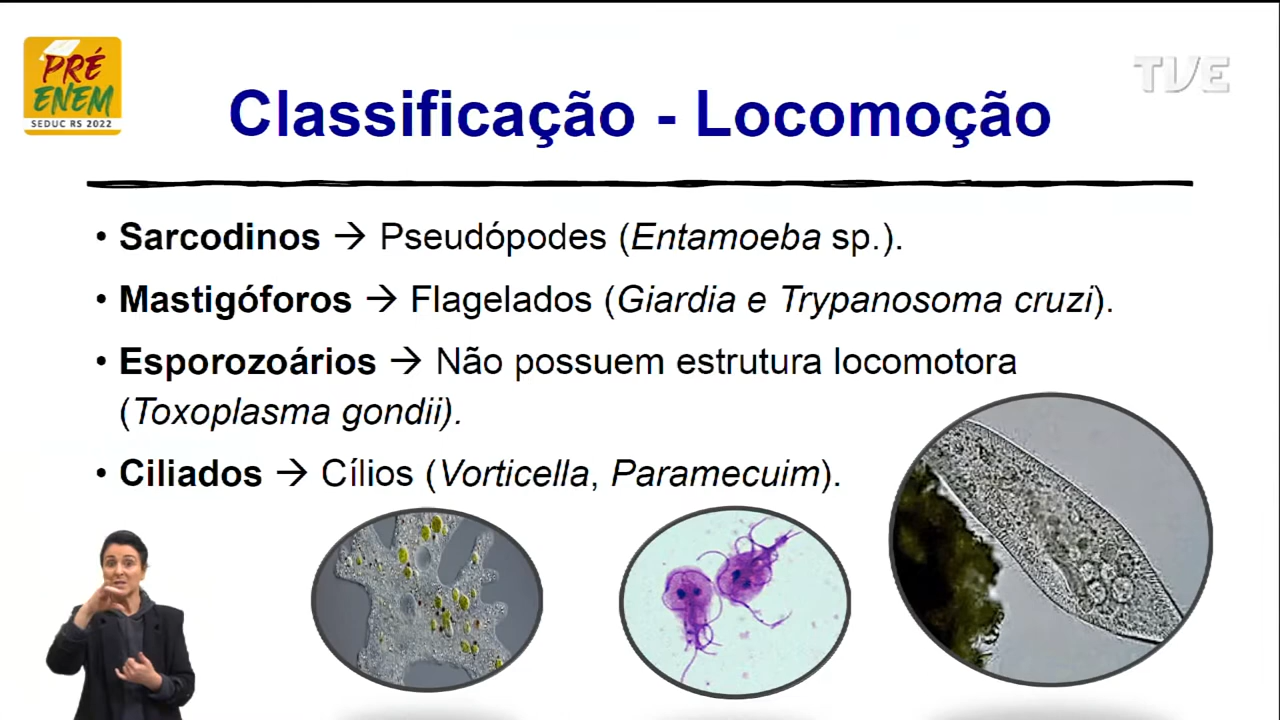 PRÉ
ENEM
SEDUC RS 2022
TVE
Classificação - Locomoção
• Sarcodinos → Pseudópodes (Entamoeba sp.).
• Mastigóforos → Flagelados (Giardia e Trypanosoma cruzi).
• Esporozoários → Não possuem estrutura locomotora
(Toxoplasma gondii).
• Ciliados → Cílios (Vorticella, Paramecuim).